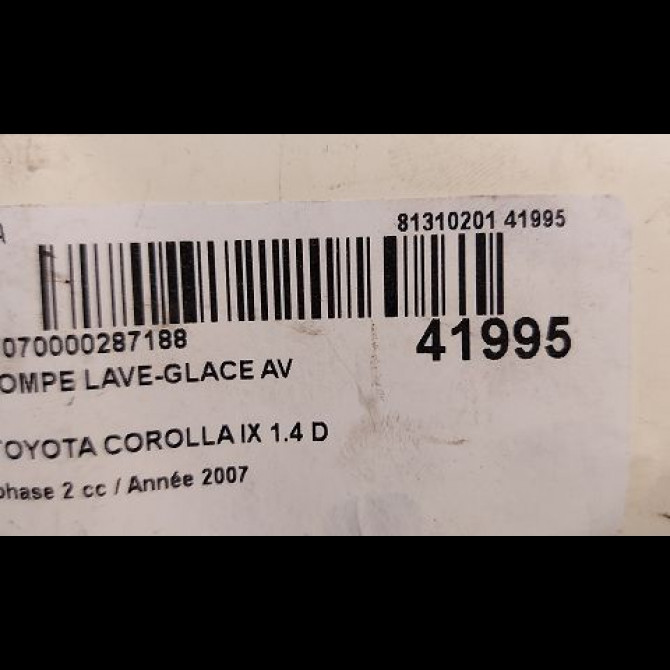 81310201 41995
070000287188
41995
OMPE LAVE-GLACE AV
TOYOTA COROLLA IX 1.4 D
phase 2 cc / Année 2007